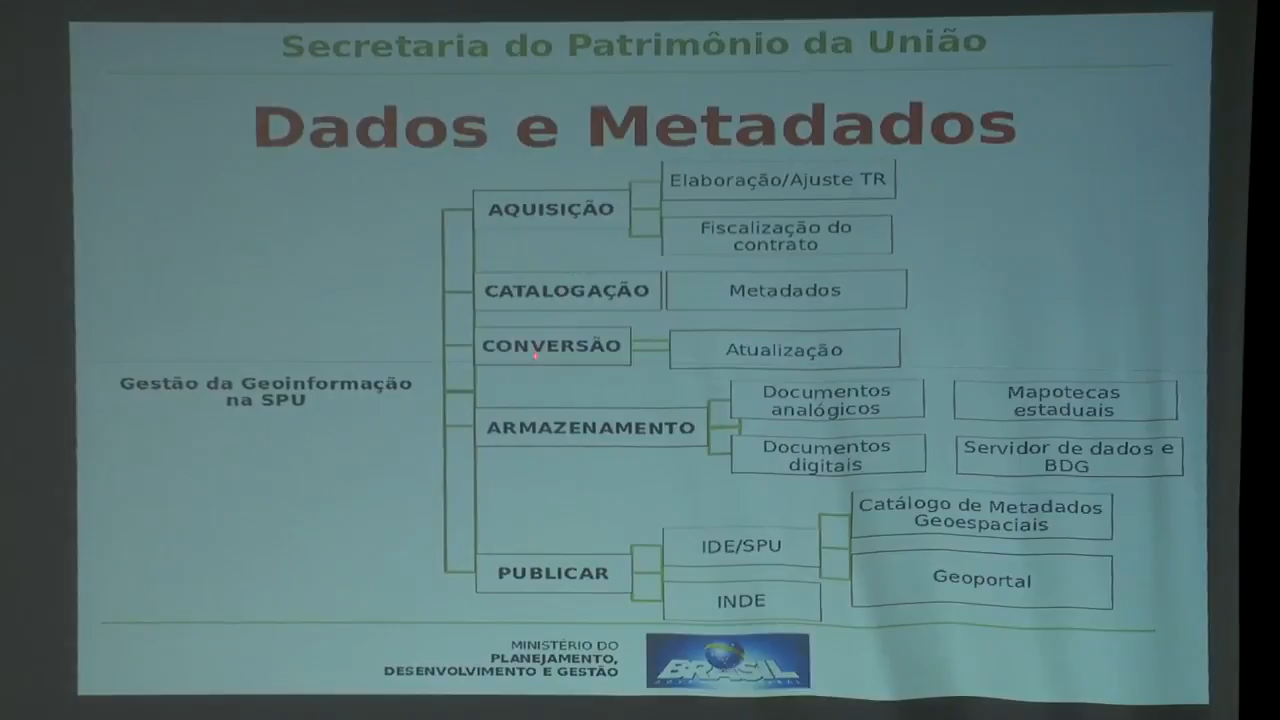 Secretaria do Patrimônio da União
Dados e Metadados
Elaboração/Ajuste TR
AQUISIÇÃO
Fiscalização do
contrato
CATALOGAÇÃO
Metadados
CONVERSÃO
Atualização
Gestão da Geoinformação
na SPU
Documentos
analógicos
Mapotecas
estaduais
ARMAZENAMENTO
Documentos
digitais
Servidor de dados e
BDG
Catálogo de Metadados
Geoespaciais
IDE/SPU
PUBLICAR
Geoportal
INDE
MINISTÉRIO DO
PLANEJAMENTO,
DESENVOLVIMENTO E GESTÃO
BRASIL